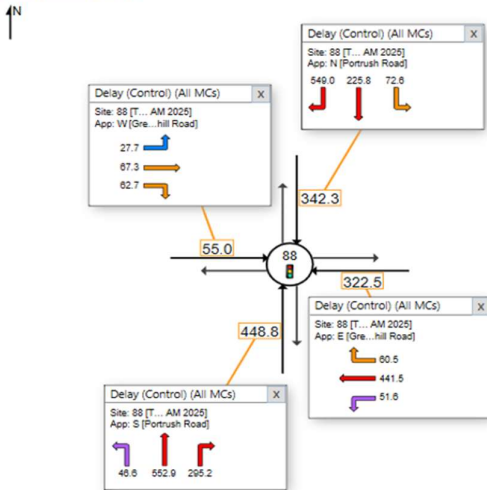 N
Delay (Control) (All MCs) X
Site: 88 [T... AM 2025]
App: N [Portrush Road]
549.0 225.8 72.6
Delay (Control) (All MCs) X
Site: 88 [T... AM 2025]
App: W [Gre...hill Road]
27.7
67.3
62.7
342.3
55.0
88
322.5
448.8
Delay (Control) (All MCs) X
Site: 88 [T... AM 2025]
App: E [Gre...hill Road]
60.5
441.5
51.6
Delay (Control) (All MCs) X
Site: 88 [T... AM 2025]
App: S [Portrush Road]
46.6 552.9 295.2